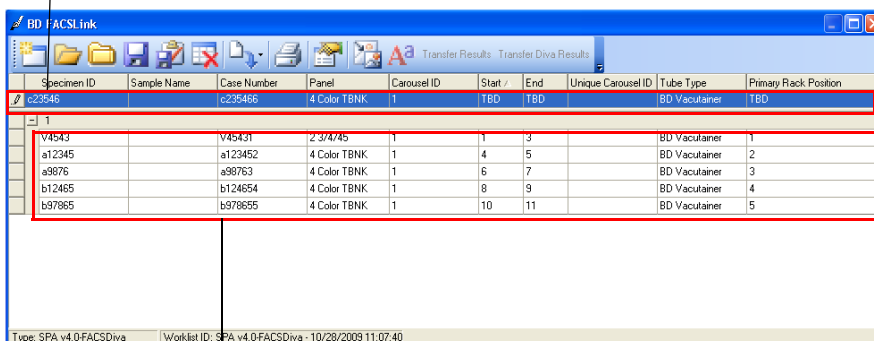 BD FACSLink
Aa Transfer Results Transfer Diva Results
Specimen ID Sample Name Case Number Panel Carousel ID Start End Unique Carousel ID Tube Type Primary Rack Position
c23546 c235466 4 Color TBNK 1 TBD TBD BD Vacutainer TBD
1
V4543 V45431 2 3/4/45 1 1 3 BD Vacutainer 1
a12345 a123452 4 Color TBNK 1 4 5 BD Vacutainer 2
a9876 a98763 4 Color TBNK 1 6 7 BD Vacutainer 3
b12465 b124654 4 Color TBNK 1 8 9 BD Vacutainer 4
b97865 b978655 4 Color TBNK 1 10 11 BD Vacutainer 5
Type: SPA v4.0-FACSDiva Worklist ID: SPA v4.0-FACSDiva - 10/28/2009 11:07:40